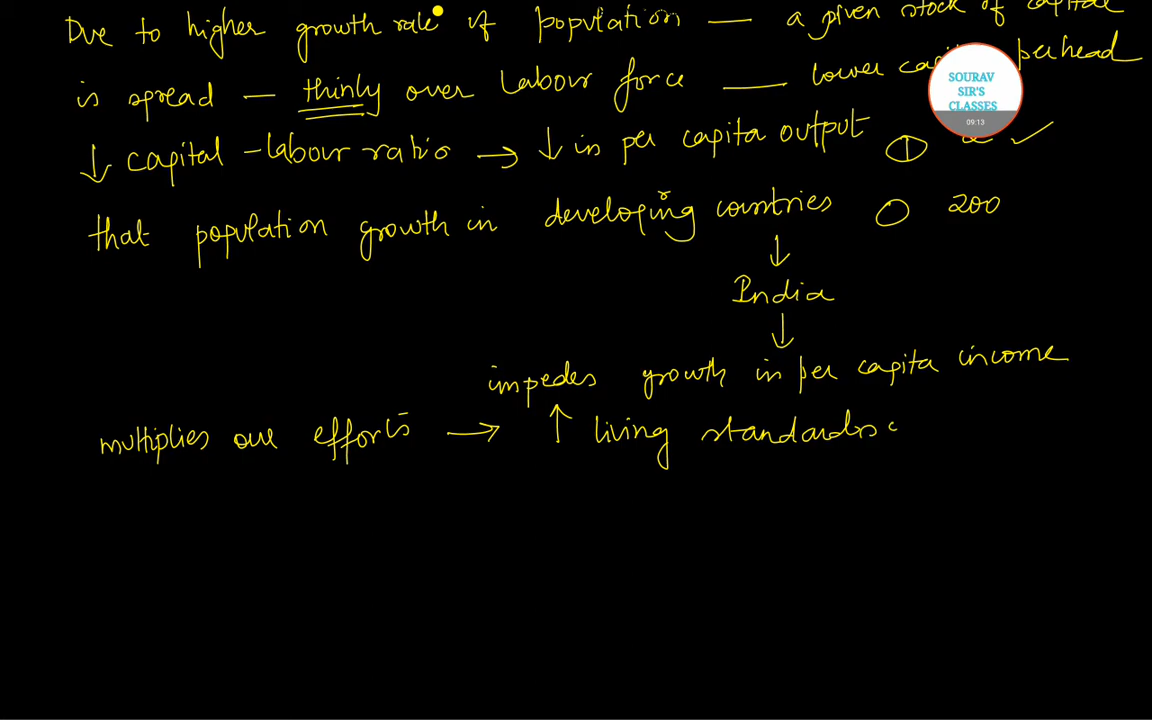 Due to higher growth rate of population — a given stock of capital
is spread — thinly over labour force — lower capital perhead
↓ capital - labour ratio → ↓ in per capita output ①
that population growth in developing countries 200
↓
India
↓
impedes growth in per capita income
multiplies our efforts → ↑ living standards
SOURAV
SIR'S
CLASSES
09:13